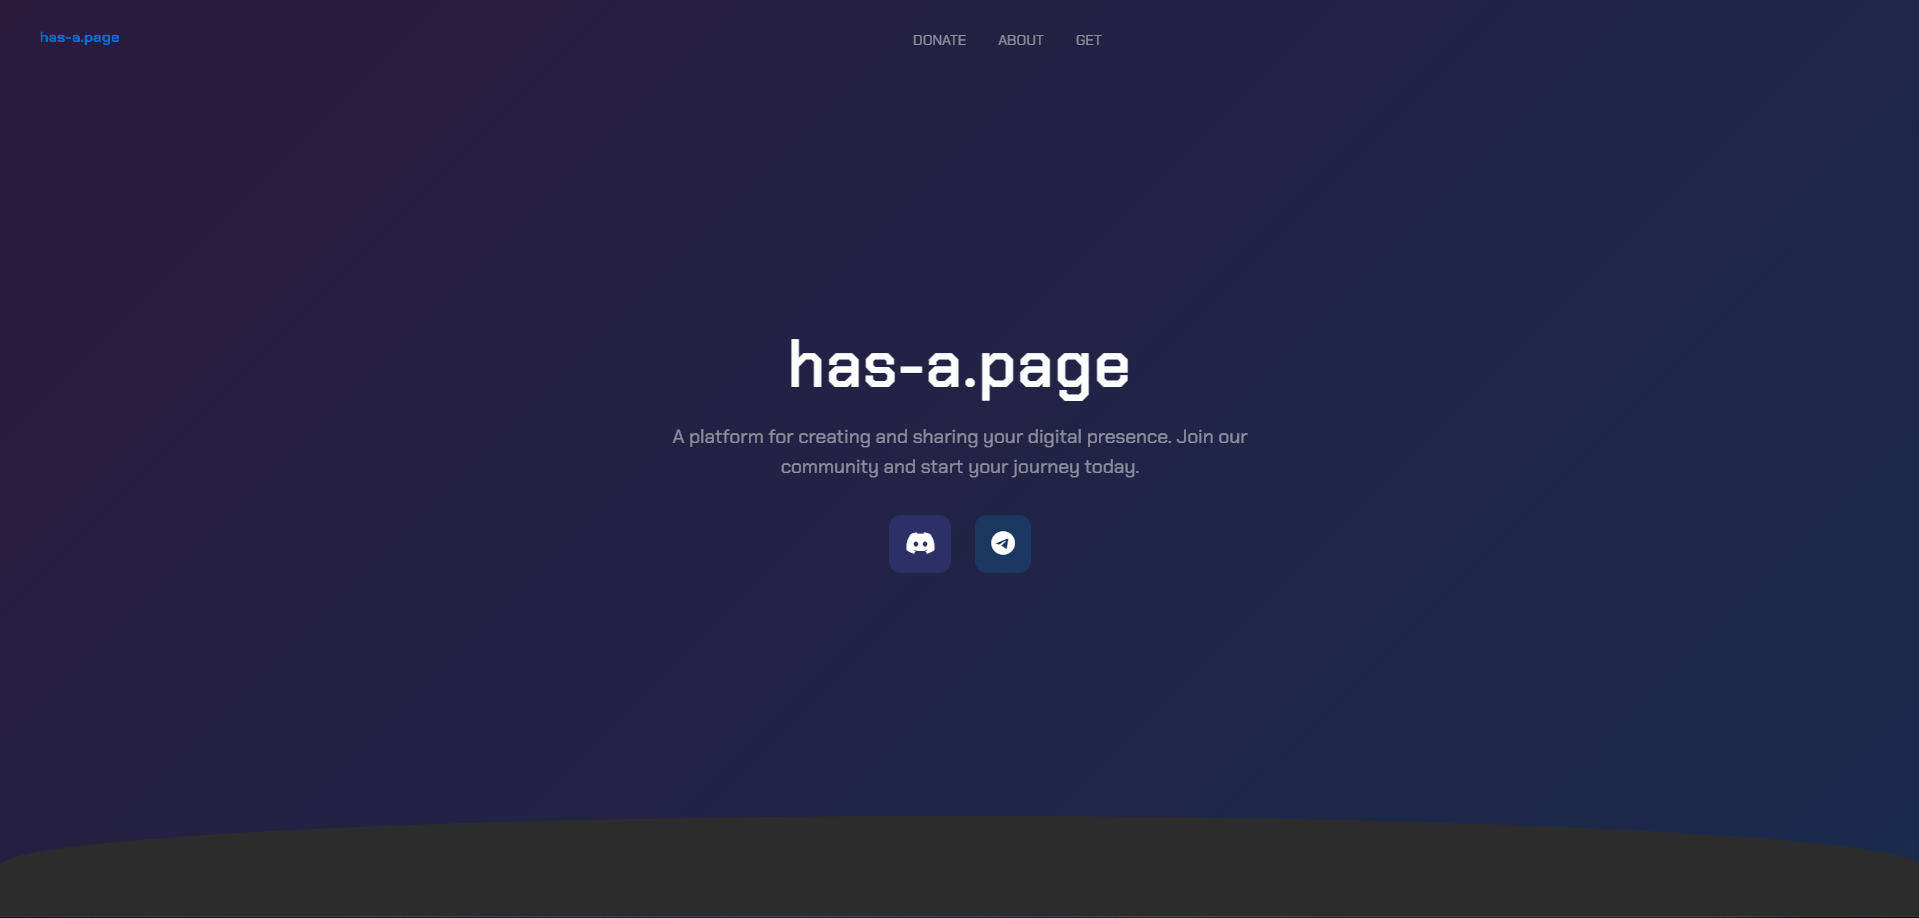 has-a.page
DONATE ABOUT GET
has-a.page
A platform for creating and sharing your digital presence. Join our
community and start your journey today.